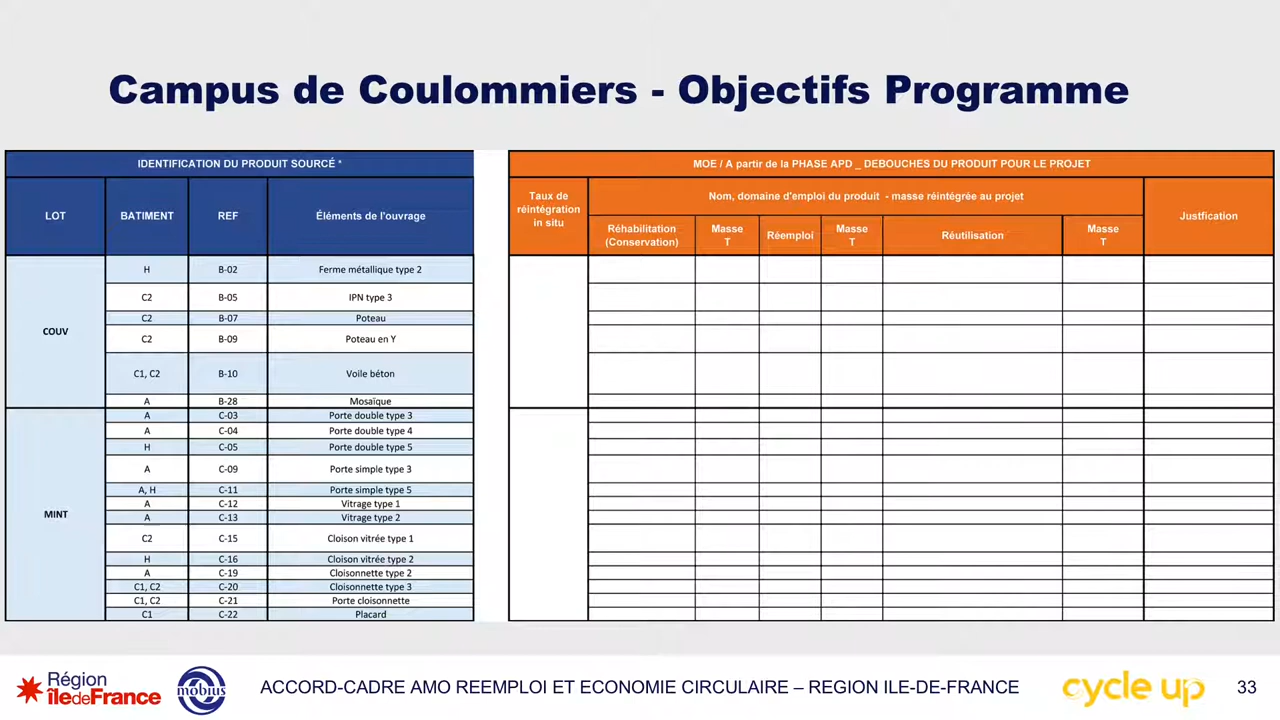 Campus de Coulommiers - Objectifs Programme
IDENTIFICATION DU PRODUIT SOURCÉ *
LOT BATIMENT REF Éléments de l'ouvrage
COUV
H B-02 Ferme métallique type 2
C2 B-05 IPN type 3
C2 B-07 Poteau
C2 B-09 Poteau en Y
C1, C2 B-10 Voile béton
A B-28 Mosaïque
MINT
A C-03 Porte double type 3
A C-04 Porte double type 4
H C-05 Porte double type 5
A C-09 Porte simple type 3
A, H C-11 Porte simple type 5
A C-12 Vitrage type 1
A C-13 Vitrage type 2
C2 C-15 Cloison vitrée type 1
H C-16 Cloison vitrée type 2
A C-19 Cloisonnette type 2
C1, C2 C-20 Cloisonnette type 3
C1, C2 C-21 Porte cloisonnette
C1 C-22 Placard
MOE / A partir de la PHASE APD _ DEBOUCHES DU PRODUIT POUR LE PROJET
Taux de
réintégration
in situ
Nom, domaine d'emploi du produit - masse réintégrée au projet
Réhabilitation
(Conservation)
Masse
T
Réemploi
Masse
T
Réutilisation
Masse
T
Justfication
Région
îledeFrance
mobius
ACCORD-CADRE AMO REEMPLOI ET ECONOMIE CIRCULAIRE – REGION ILE-DE-FRANCE
cycle up
33